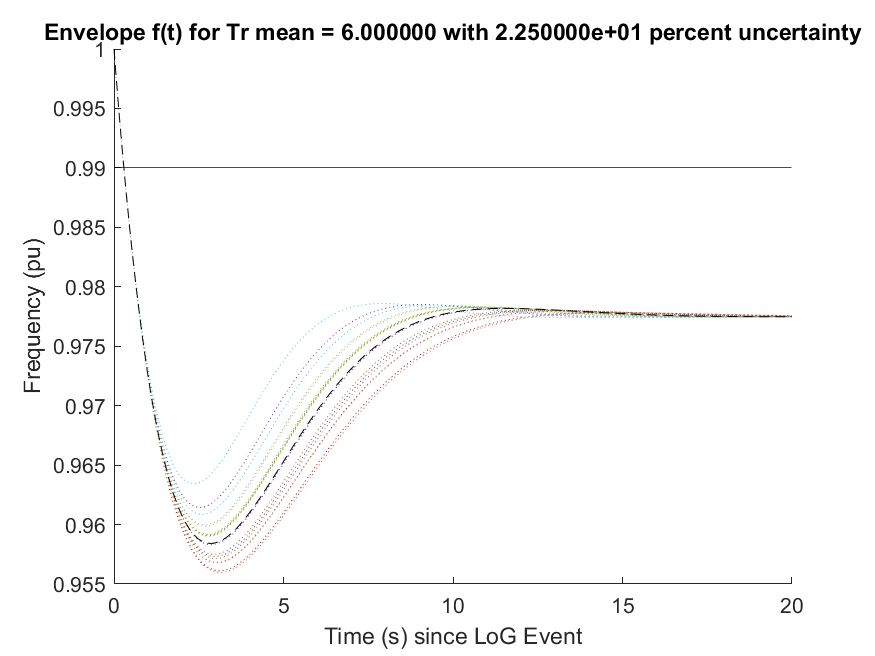 Envelope f(t) for Tr mean = 6.000000 with 2.250000e+01 percent uncertainty
1
0.995
0.99
0.985
0.98
0.975
0.97
0.965
0.96
0.955
Frequency (pu)
0 5 10 15 20
Time (s) since LoG Event